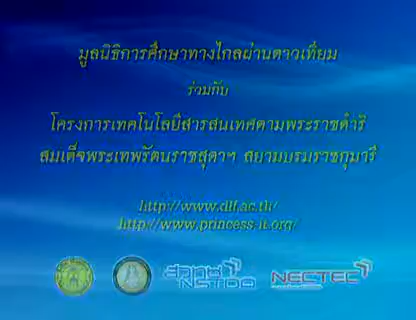 มูลนิธิการศึกษาทางไกลผ่านดาวเทียม
ร่วมกับ
โครงการเทคโนโลยีสารสนเทศตามพระราชดำริ
สมเด็จพระเทพรัตนราชสุดาฯ สยามบรมราชกุมารี
http://www.dlf.ac.th/
http://www.princess-it.org/
สวทช NSTDA NECTEC